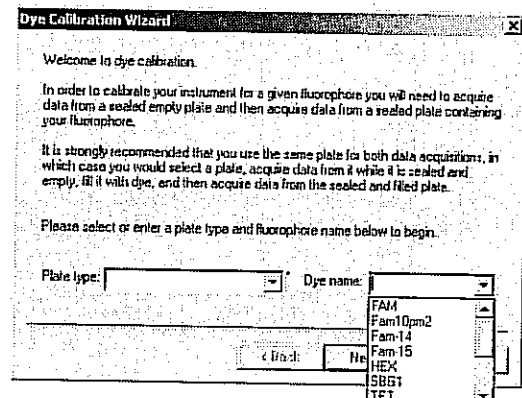 Dye Calibration Wizard
Welcome to dye calibration.
In order to calibrate your instrument for a given fluorophore you will need to acquire
data from a sealed empty plate and then acquire data from a sealed plate containing
your fluorophore.
It is strongly recommended that you use the same plate for both data acquisitions, in
which case you would select a plate, acquire data from it while it is sealed and
empty, fill it with dye, and then acquire data from the sealed and filled plate.
Please select or enter a plate type and fluorophore name below to begin.
Plate type: Dye name:
FAM
Fam10pm2
Fam-14
Fam-15
HEX
SBG1
TET
< Back Ne